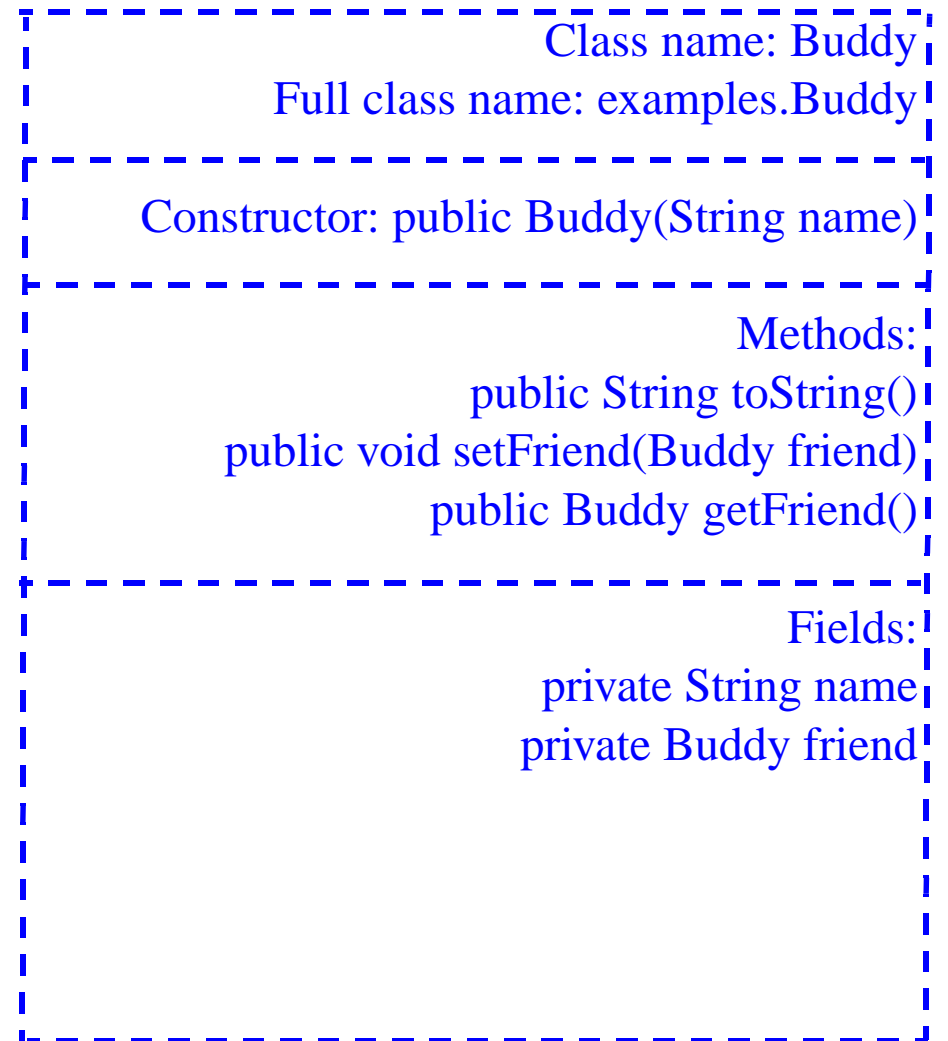 Class name: Buddy
Full class name: examples.Buddy
Constructor: public Buddy(String name)
Methods:
public String toString()
public void setFriend(Buddy friend)
public Buddy getFriend()
Fields:
private String name
private Buddy friend